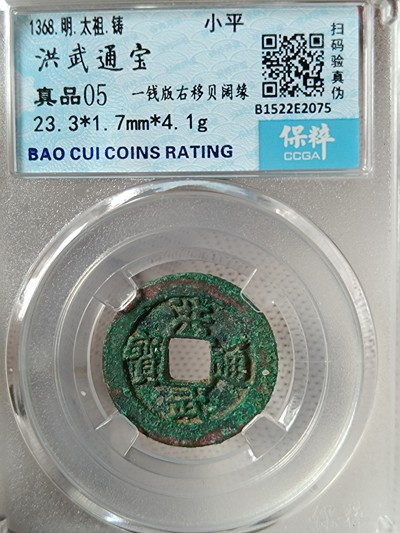 1368.明.太祖.铸
小平
洪武通宝
真品05 一钱版右移贝阔缘
23.3*1.7mm*4.1g
BAO CUI COINS RATING
扫码验真伪
B1522E2075
保粹
CCGA
洪武通寶